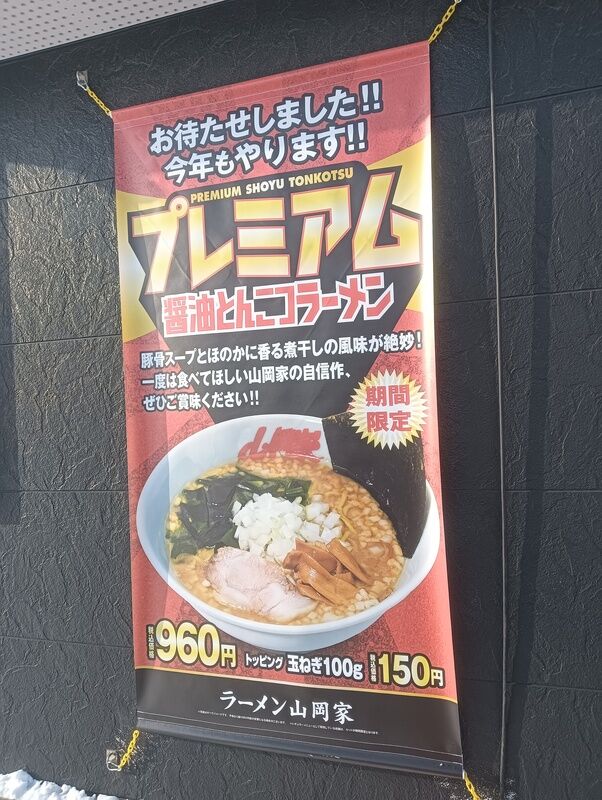 お待たせしました!!
今年もやります!!
PREMIUM SHOYU TONKOTSU
プレミアム
醤油とんこつラーメン
豚骨スープとほのかに香る煮干しの風味が絶妙!
一度は食べてほしい山岡家の自信作、
ぜひご賞味ください!!
期間
限定
税込価格 960円 トッピング 玉ねぎ100g 税込価格 150円
ラーメン山岡家